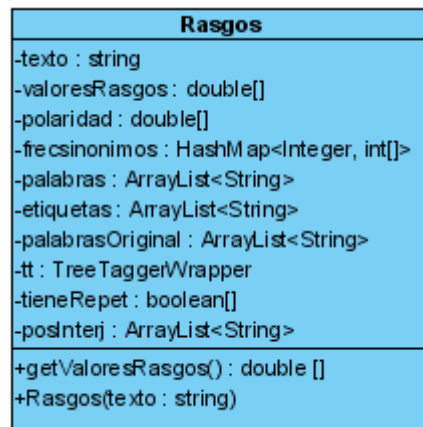 Rasgos
-texto : string
-valoresRasgos : double[]
-polaridad : double[]
-frecsinonimos : HashMap<Integer, int[]>
-palabras : ArrayList<String>
-etiquetas : ArrayList<String>
-palabrasOriginal : ArrayList<String>
-tt : TreeTaggerWrapper
-tieneRepet : boolean[]
-posInterj : ArrayList<String>
+getValoresRasgos() : double []
+Rasgos(texto : string)